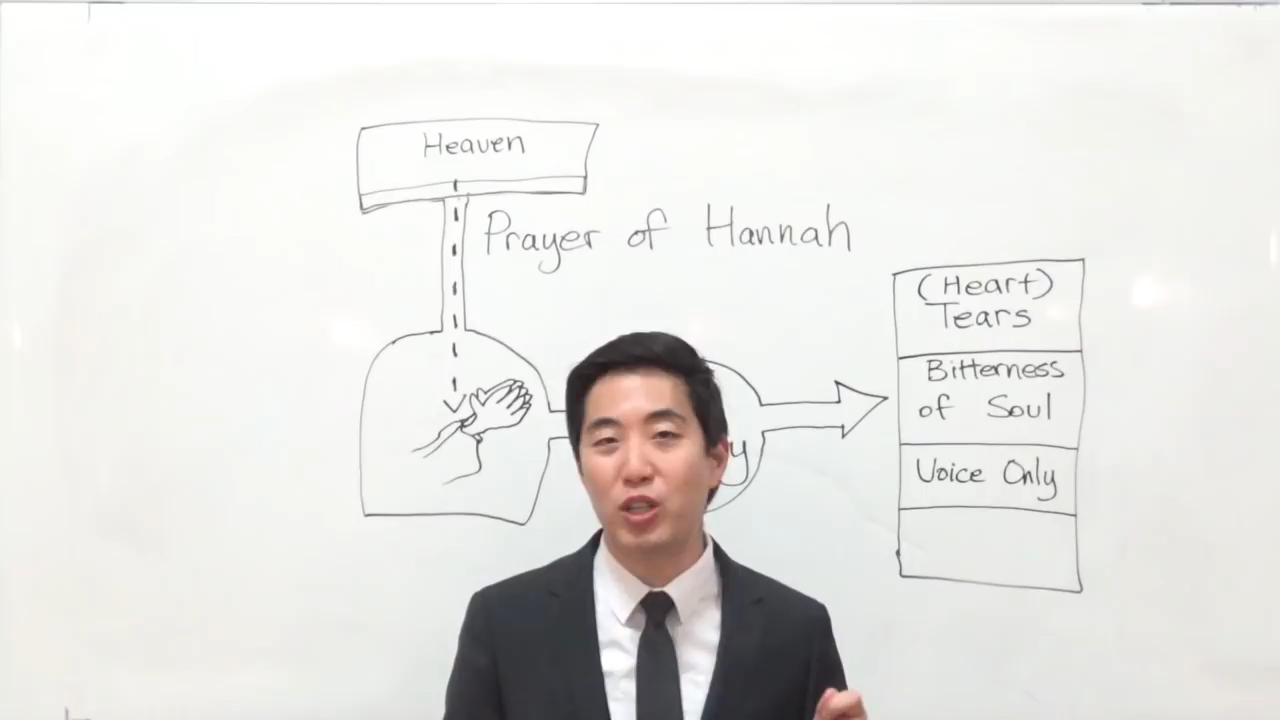 Heaven
Prayer of Hannah
(Heart)
Tears
Bitterness
of Soul
Voice Only